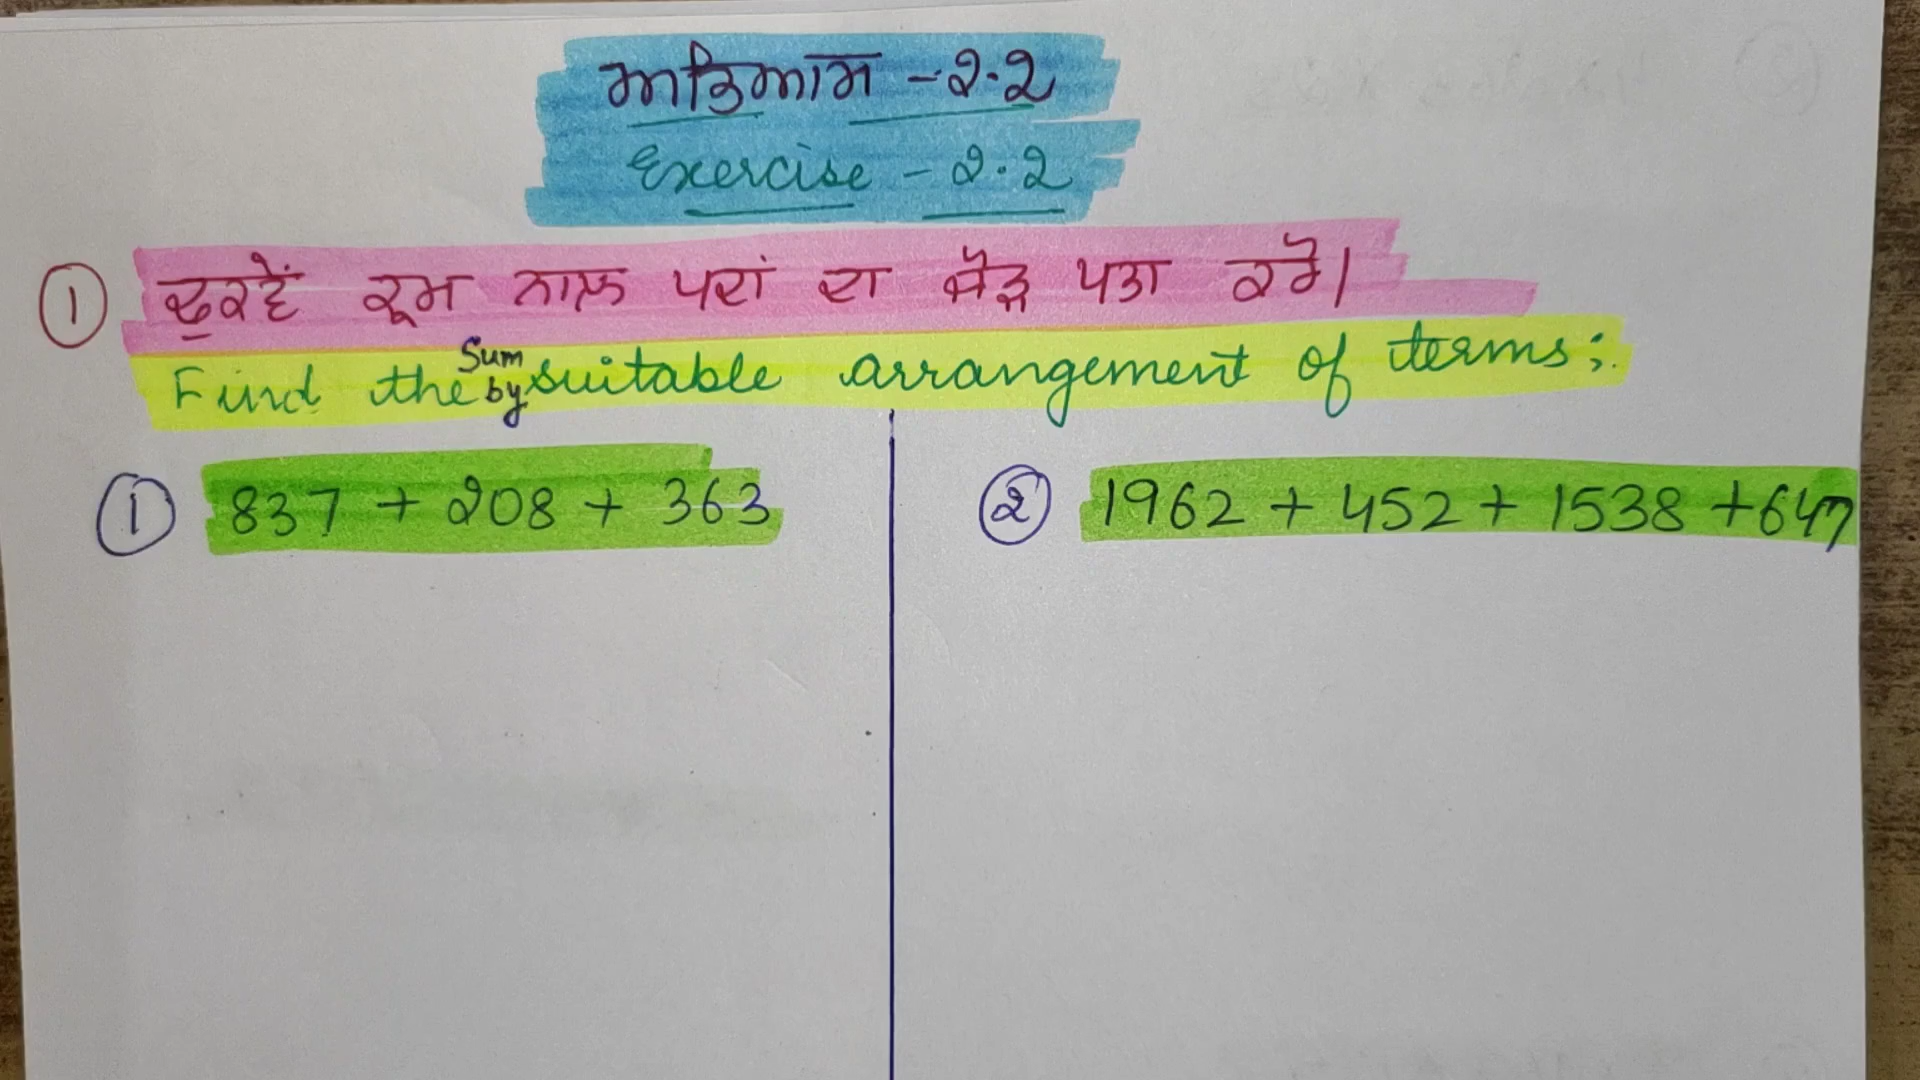 ਅਭਿਆਸ - 2.2
Exercise - 2.2
① ਢੁਕਵੇਂ ਕ੍ਰਮ ਨਾਲ ਪਦਾਂ ਦਾ ਜੋੜ ਪਤਾ ਕਰੋ।
Find the Sum by suitable arrangement of terms:
① 837 + 208 + 363
② 1962 + 452 + 1538 + 647